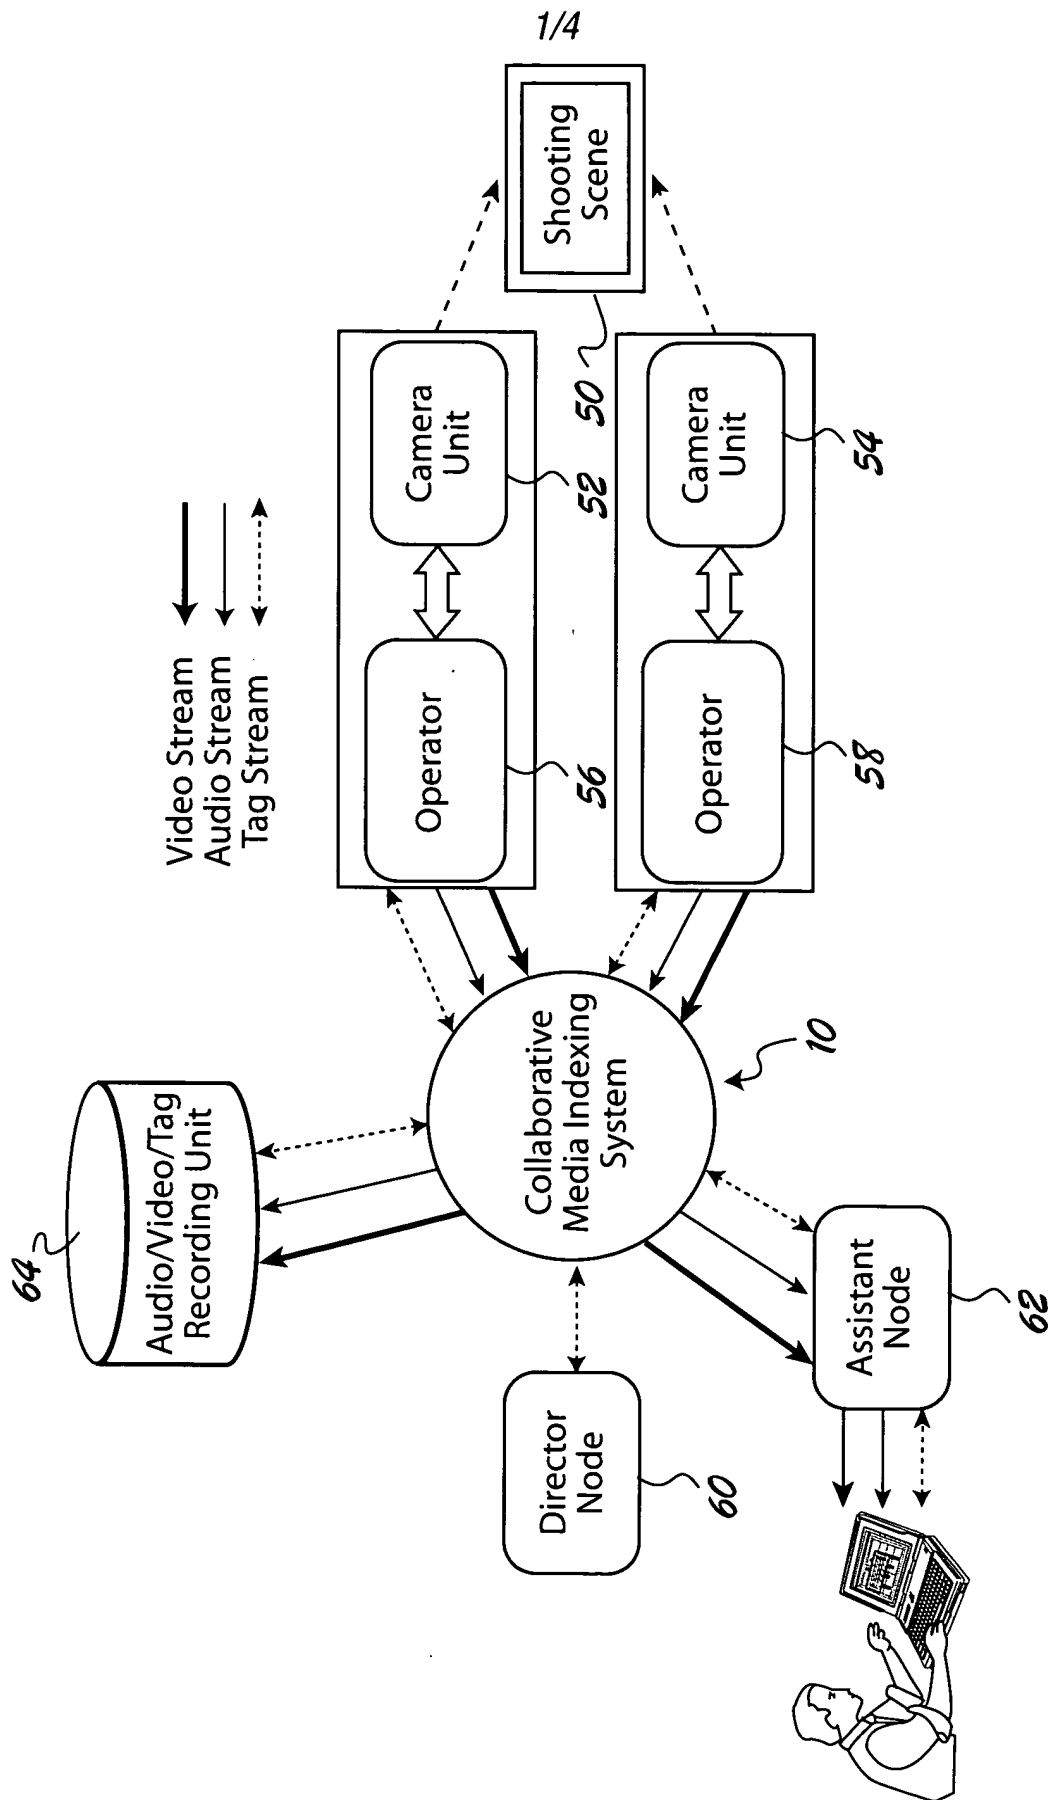 1/4
Video Stream
Audio Stream
Tag Stream
64
Audio/Video/Tag
Recording Unit
Operator
56
Camera
Unit
52
Shooting
Scene
50
Collaborative
Media Indexing
System
10
Operator
58
Camera
Unit
54
Director
Node
60
Assistant
Node
62